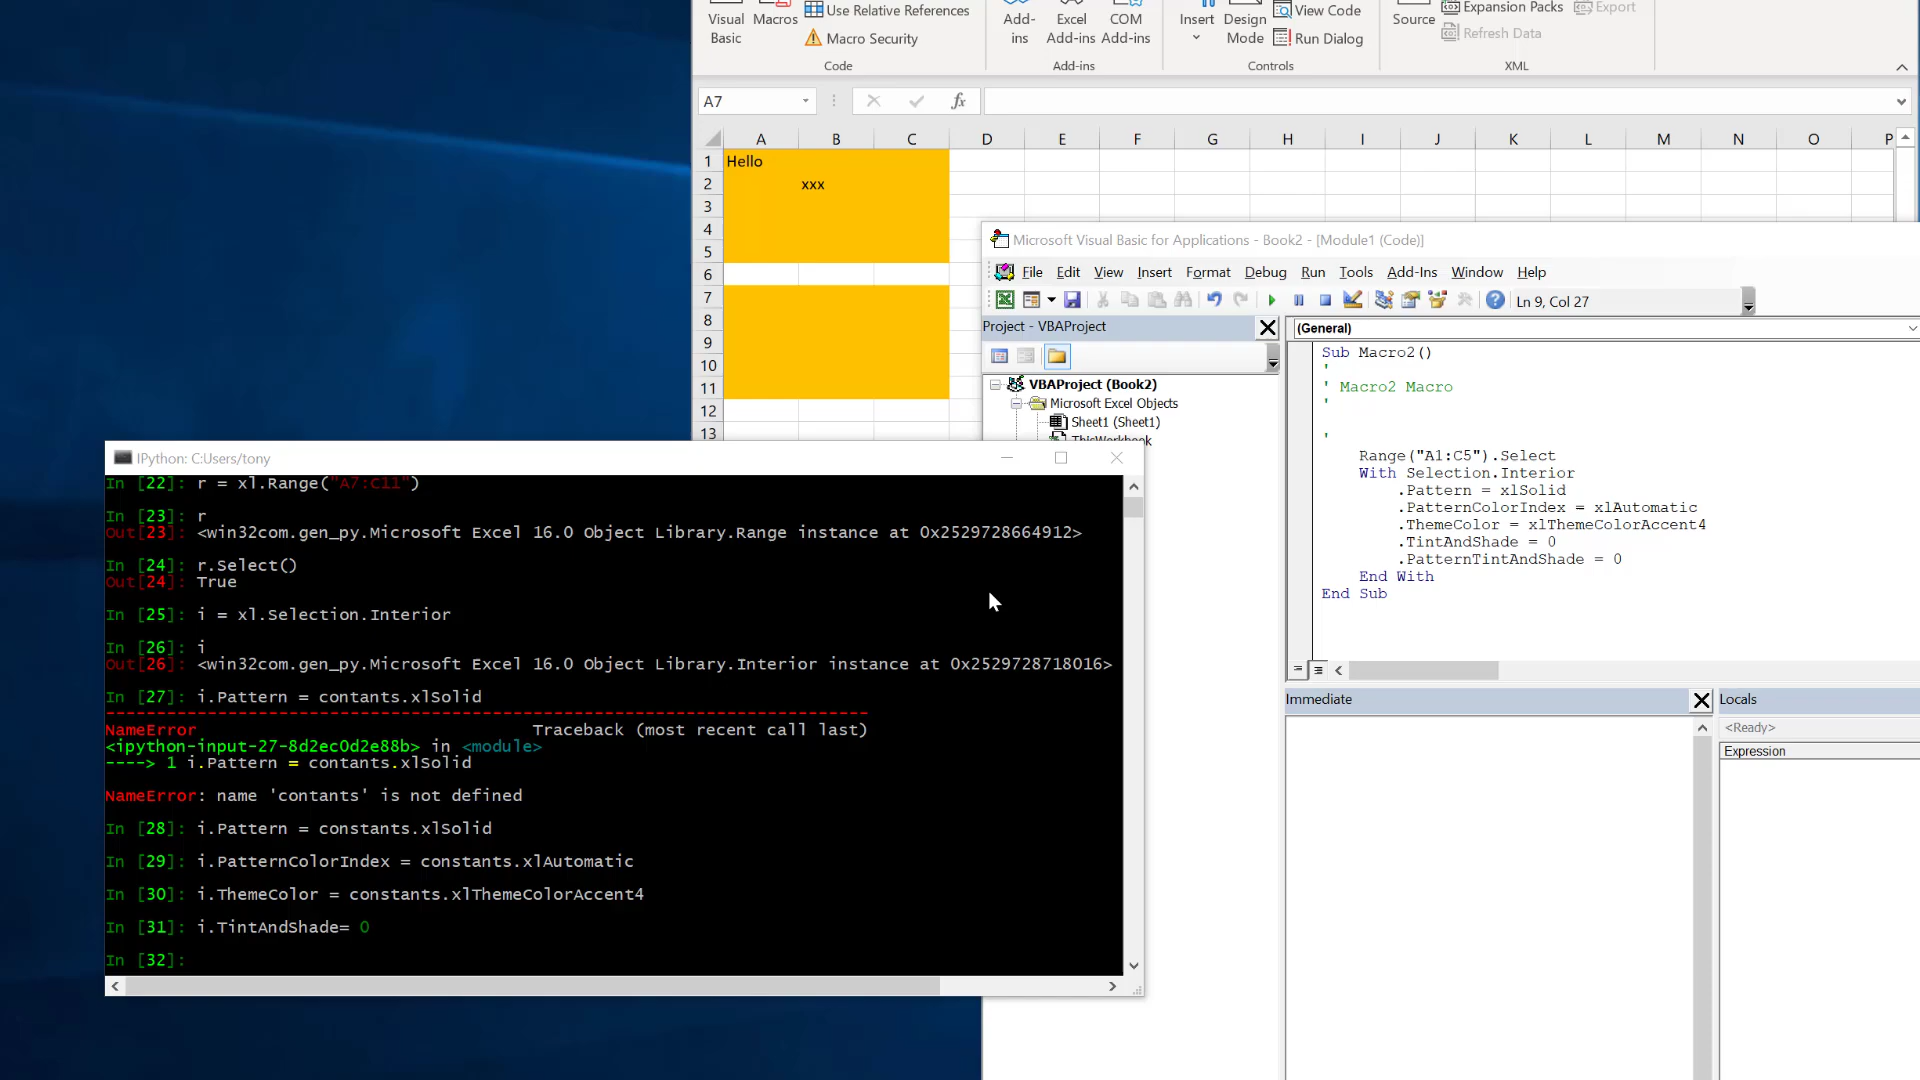 Visual Basic
Macros
Use Relative References
Macro Security
Code
Add-ins
Excel Add-ins
COM Add-ins
Add-ins
Insert
Design Mode
View Code
Run Dialog
Controls
Source
Expansion Packs
Export
Refresh Data
XML
A7
fx
A B C D E F G H I J K L M N O P
1 Hello
2 xxx
3
4
5
6
7
8
9
10
11
12
13
Microsoft Visual Basic for Applications - Book2 - [Module1 (Code)]
File Edit View Insert Format Debug Run Tools Add-Ins Window Help
Ln 9, Col 27
Project - VBAProject
VBAProject (Book2)
Microsoft Excel Objects
Sheet1 (Sheet1)
ThisWorkbook
(General)
Sub Macro2()
'
' Macro2 Macro
'
'
Range("A1:C5").Select
With Selection.Interior
.Pattern = xlSolid
.PatternColorIndex = xlAutomatic
.ThemeColor = xlThemeColorAccent4
.TintAndShade = 0
.PatternTintAndShade = 0
End With
End Sub
Immediate
Locals
<Ready>
Expression
IPython: C:Users/tony
In [22]: r = xl.Range("A7:C11")
In [23]: r
Out[23]: <win32com.gen_py.Microsoft Excel 16.0 Object Library.Range instance at 0x2529728664912>
In [24]: r.Select()
Out[24]: True
In [25]: i = xl.Selection.Interior
In [26]: i
Out[26]: <win32com.gen_py.Microsoft Excel 16.0 Object Library.Interior instance at 0x2529728718016>
In [27]: i.Pattern = contants.xlSolid
---------------------------------------------------------------------------
NameError Traceback (most recent call last)
<ipython-input-27-8d2ec0d2e88b> in <module>
----> 1 i.Pattern = contants.xlSolid
NameError: name 'contants' is not defined
In [28]: i.Pattern = constants.xlSolid
In [29]: i.PatternColorIndex = constants.xlAutomatic
In [30]: i.ThemeColor = constants.xlThemeColorAccent4
In [31]: i.TintAndShade= 0
In [32]: